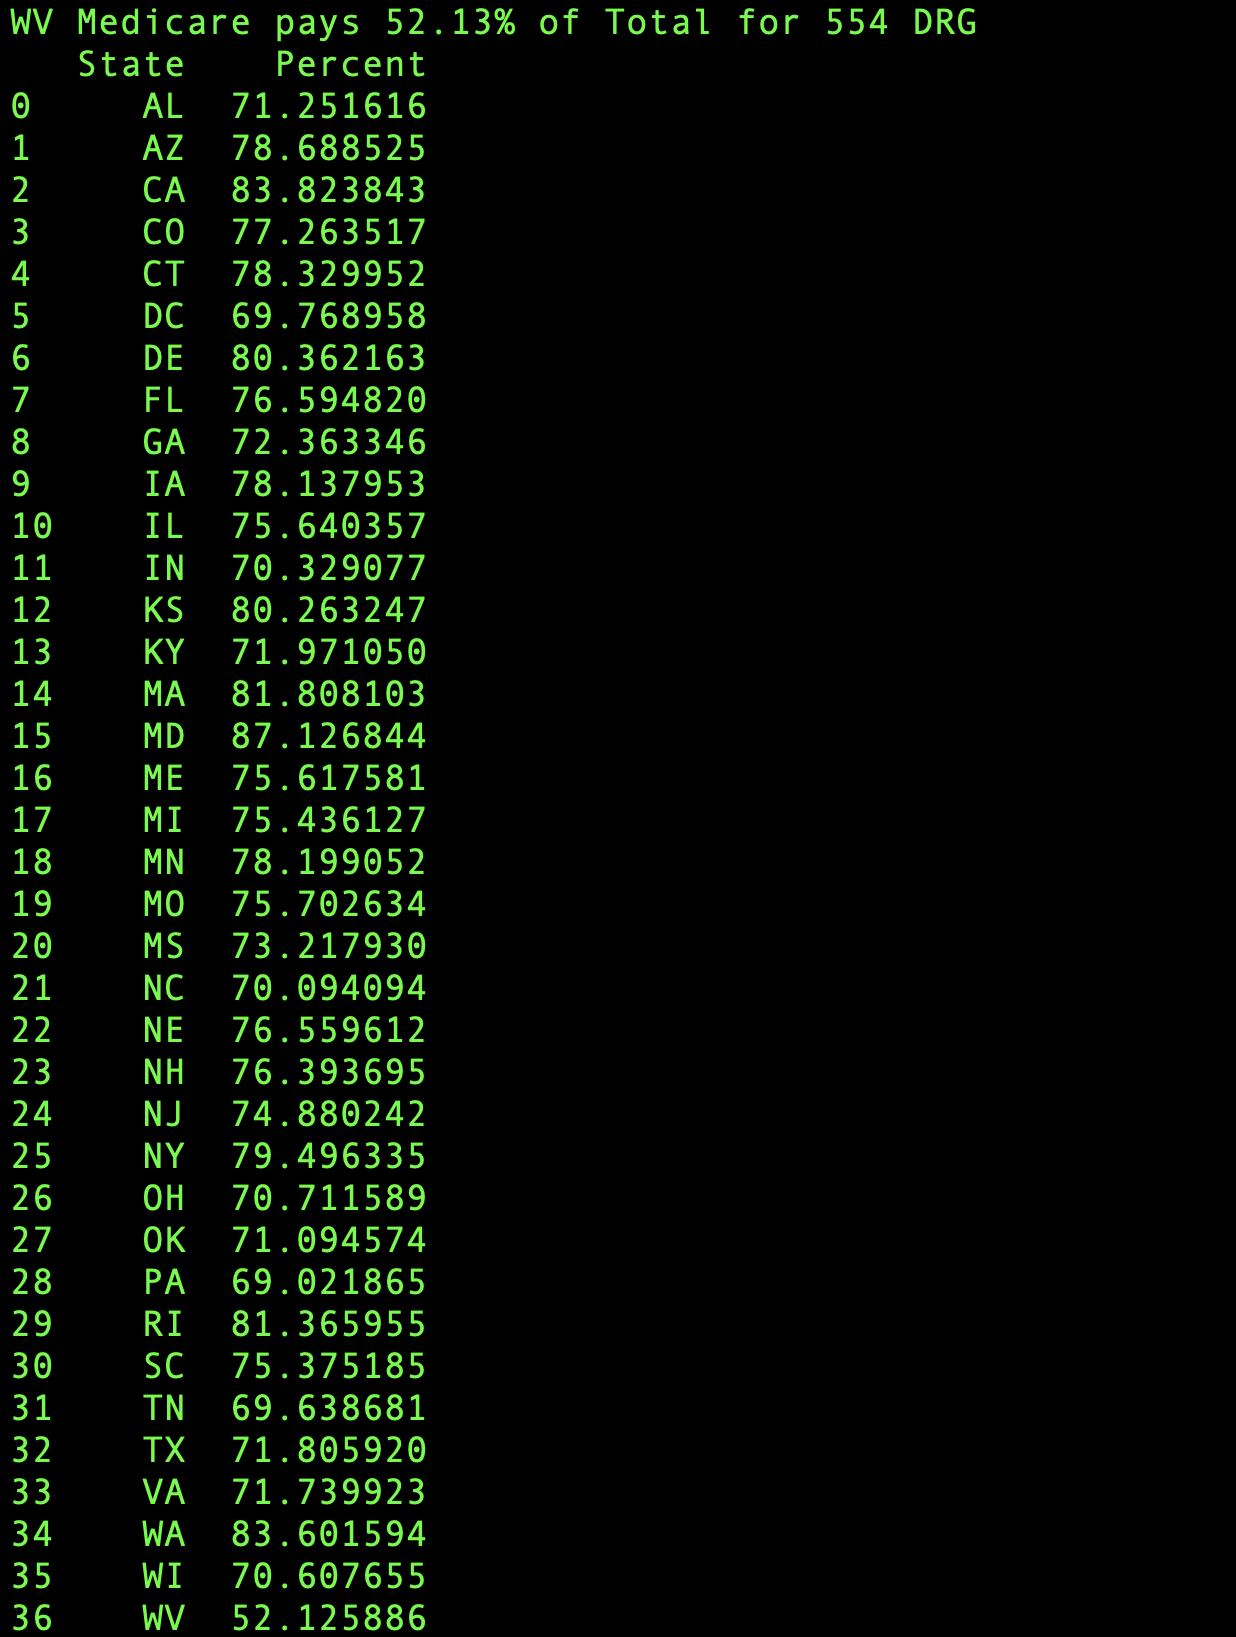 WV Medicare pays 52.13% of Total for 554 DRG
State Percent
0 AL 71.251616
1 AZ 78.688525
2 CA 83.823843
3 CO 77.263517
4 CT 78.329952
5 DC 69.768958
6 DE 80.362163
7 FL 76.594820
8 GA 72.363346
9 IA 78.137953
10 IL 75.640357
11 IN 70.329077
12 KS 80.263247
13 KY 71.971050
14 MA 81.808103
15 MD 87.126844
16 ME 75.617581
17 MI 75.436127
18 MN 78.199052
19 MO 75.702634
20 MS 73.217930
21 NC 70.094094
22 NE 76.559612
23 NH 76.393695
24 NJ 74.880242
25 NY 79.496335
26 OH 70.711589
27 OK 71.094574
28 PA 69.021865
29 RI 81.365955
30 SC 75.375185
31 TN 69.638681
32 TX 71.805920
33 VA 71.739923
34 WA 83.601594
35 WI 70.607655
36 WV 52.125886